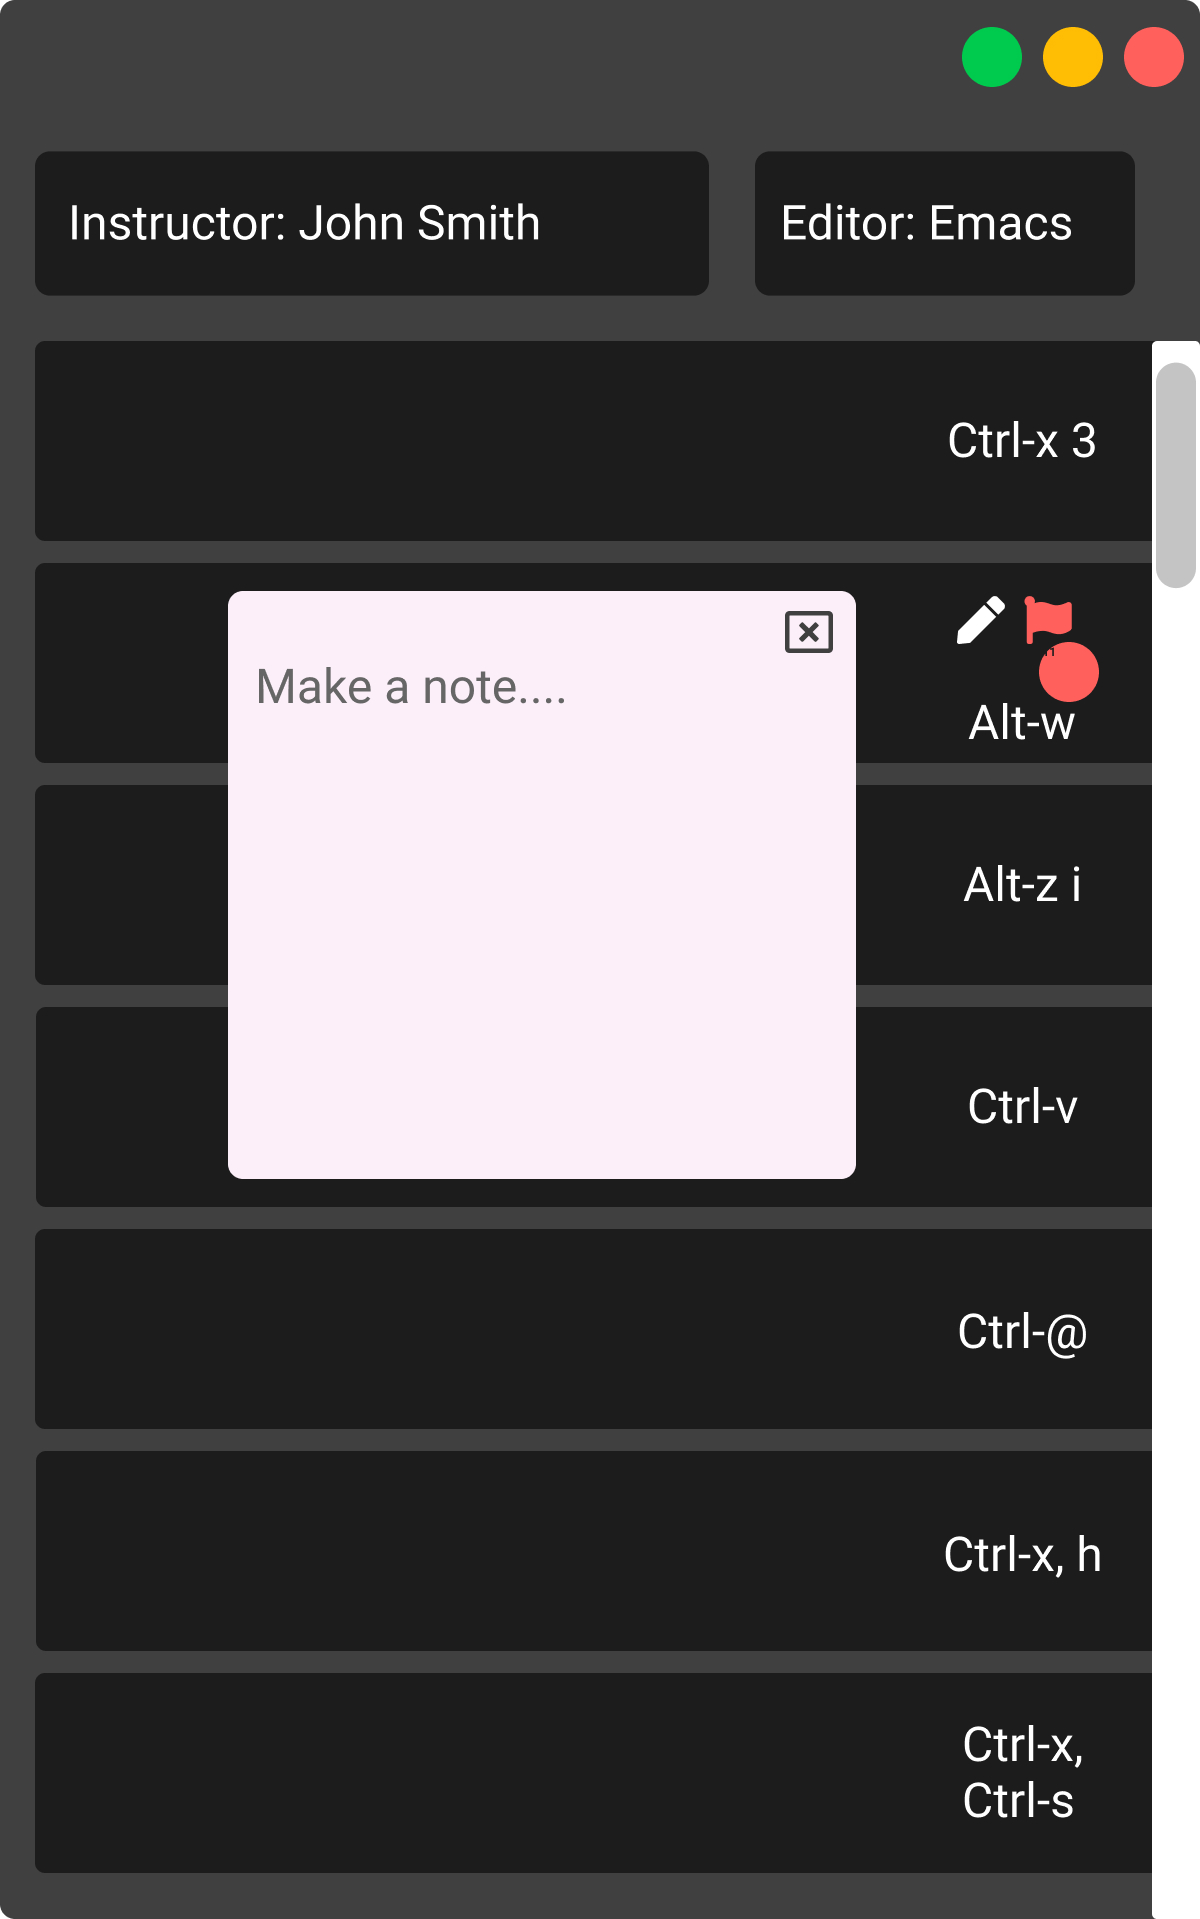 Instructor: John Smith
Editor: Emacs
Ctrl-x 3
Make a note....
Alt-w
Alt-z i
Ctrl-v
Ctrl-@
Ctrl-x, h
Ctrl-x,
Ctrl-s